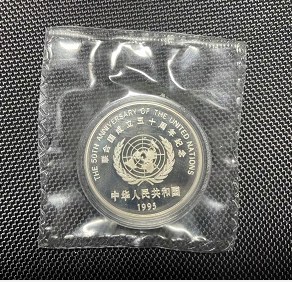 THE 50TH ANNIVERSARY OF THE UNITED NATIONS
联合国成立五十周年纪念
中华人民共和国
1995